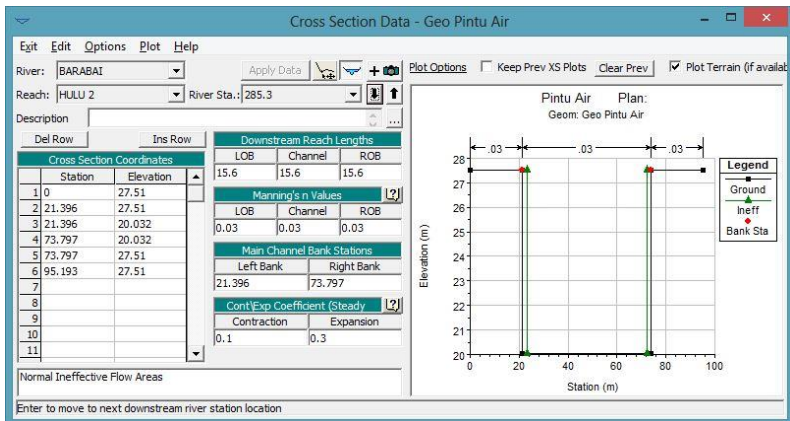 Cross Section Data - Geo Pintu Air
Exit Edit Options Plot Help
River: BARABAI
Apply Data
Plot Options Keep Prev XS Plots Clear Prev Plot Terrain (if availab
Reach: HULU 2 River Sta.: 285.3
Description ...
Del Row Ins Row
Cross Section Coordinates
Station Elevation
1 0 27.51
2 21.396 27.51
3 21.396 20.032
4 73.797 20.032
5 73.797 27.51
6 95.193 27.51
7
8
9
10
11
Downstream Reach Lengths
LOB Channel ROB
15.6 15.6 15.6
Manning's n Values
LOB Channel ROB
0.03 0.03 0.03
Main Channel Bank Stations
Left Bank Right Bank
21.396 73.797
Cont\Exp Coefficient (Steady
Contraction Expansion
0.1 0.3
Pintu Air Plan:
Geom: Geo Pintu Air
.03 .03 .03
28
27
26
25
24
23
22
21
20
Elevation (m)
0 20 40 60 80 100
Station (m)
Legend
Ground
Ineff
Bank Sta
Normal Ineffective Flow Areas
Enter to move to next downstream river station location